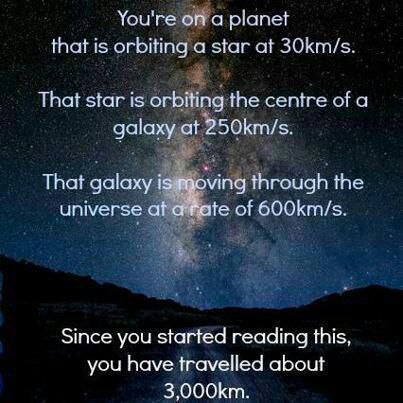 You're on a planet
that is orbiting a star at 30km/s.
That star is orbiting the centre of a
galaxy at 250km/s.
That galaxy is moving through the
universe at a rate of 600km/s.
Since you started reading this,
you have travelled about
3,000km.